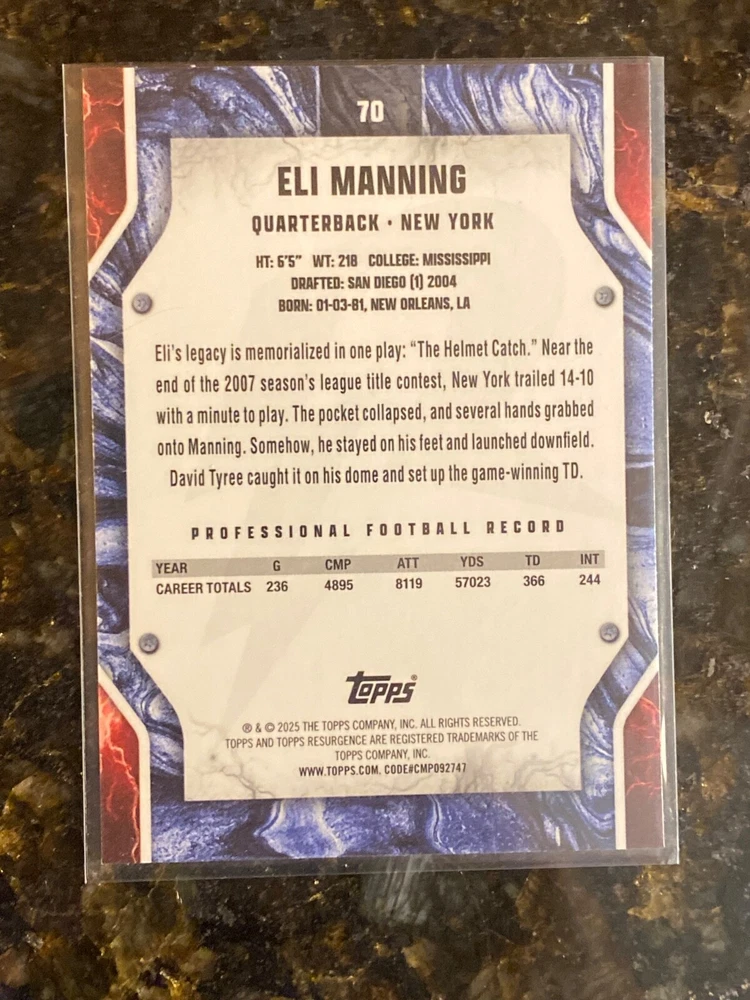 70
ELI MANNING
QUARTERBACK • NEW YORK
HT: 6'5" WT: 218 COLLEGE: MISSISSIPPI
DRAFTED: SAN DIEGO (1) 2004
BORN: 01-03-81, NEW ORLEANS, LA
Eli's legacy is memorialized in one play: "The Helmet Catch." Near the
end of the 2007 season's league title contest, New York trailed 14-10
with a minute to play. The pocket collapsed, and several hands grabbed
onto Manning. Somehow, he stayed on his feet and launched downfield.
David Tyree caught it on his dome and set up the game-winning TD.
PROFESSIONAL FOOTBALL RECORD
YEAR G CMP ATT YDS TD INT
CAREER TOTALS 236 4895 8119 57023 366 244
TOPPS®
® & © 2025 THE TOPPS COMPANY, INC. ALL RIGHTS RESERVED.
TOPPS AND TOPPS RESURGENCE ARE REGISTERED TRADEMARKS OF THE
TOPPS COMPANY, INC.
WWW.TOPPS.COM. CODE#CMP092747